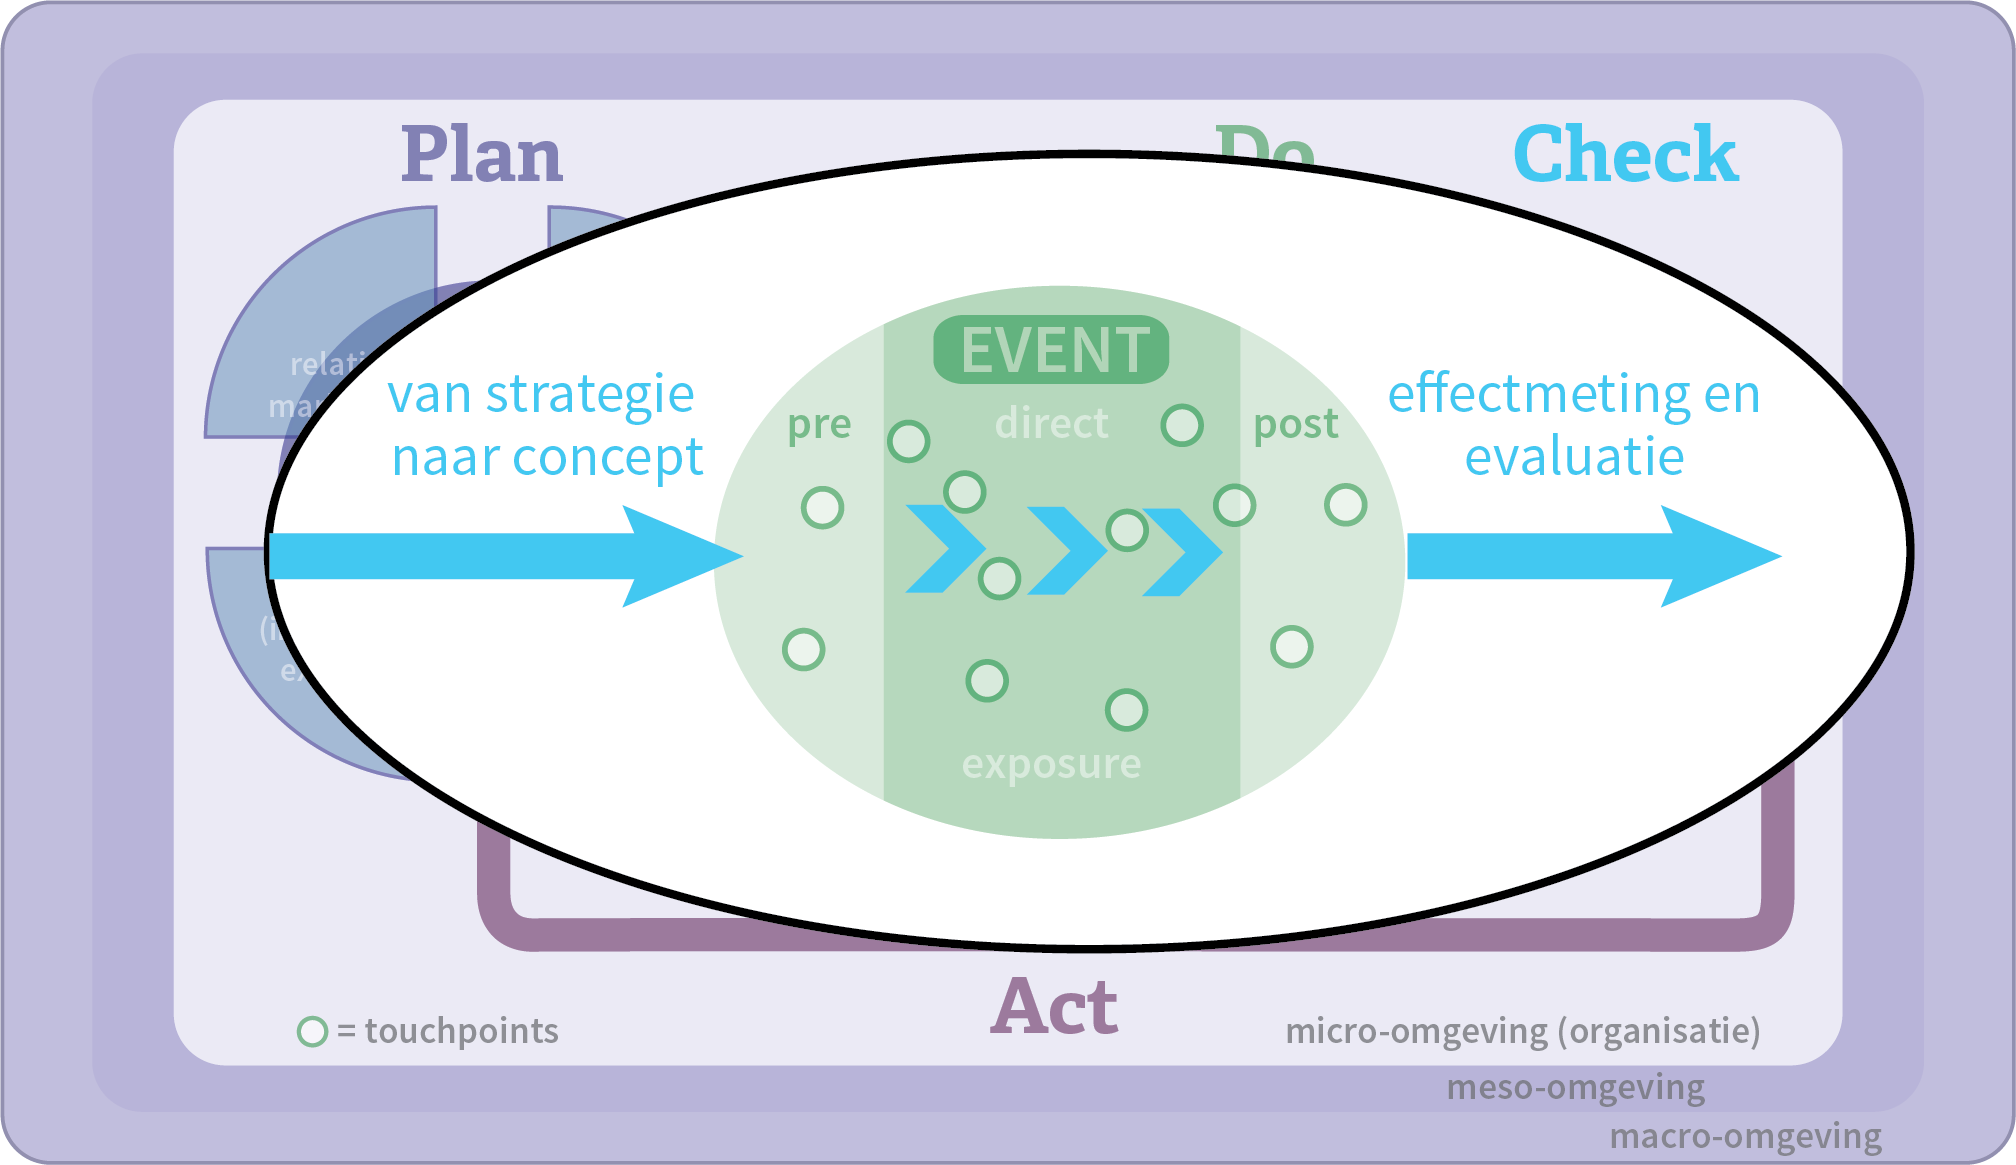 Plan
Do
Check
van strategie
naar concept
EVENT
pre
direct
post
exposure
effectmeting en
evaluatie
Act
= touchpoints
micro-omgeving (organisatie)
meso-omgeving
macro-omgeving